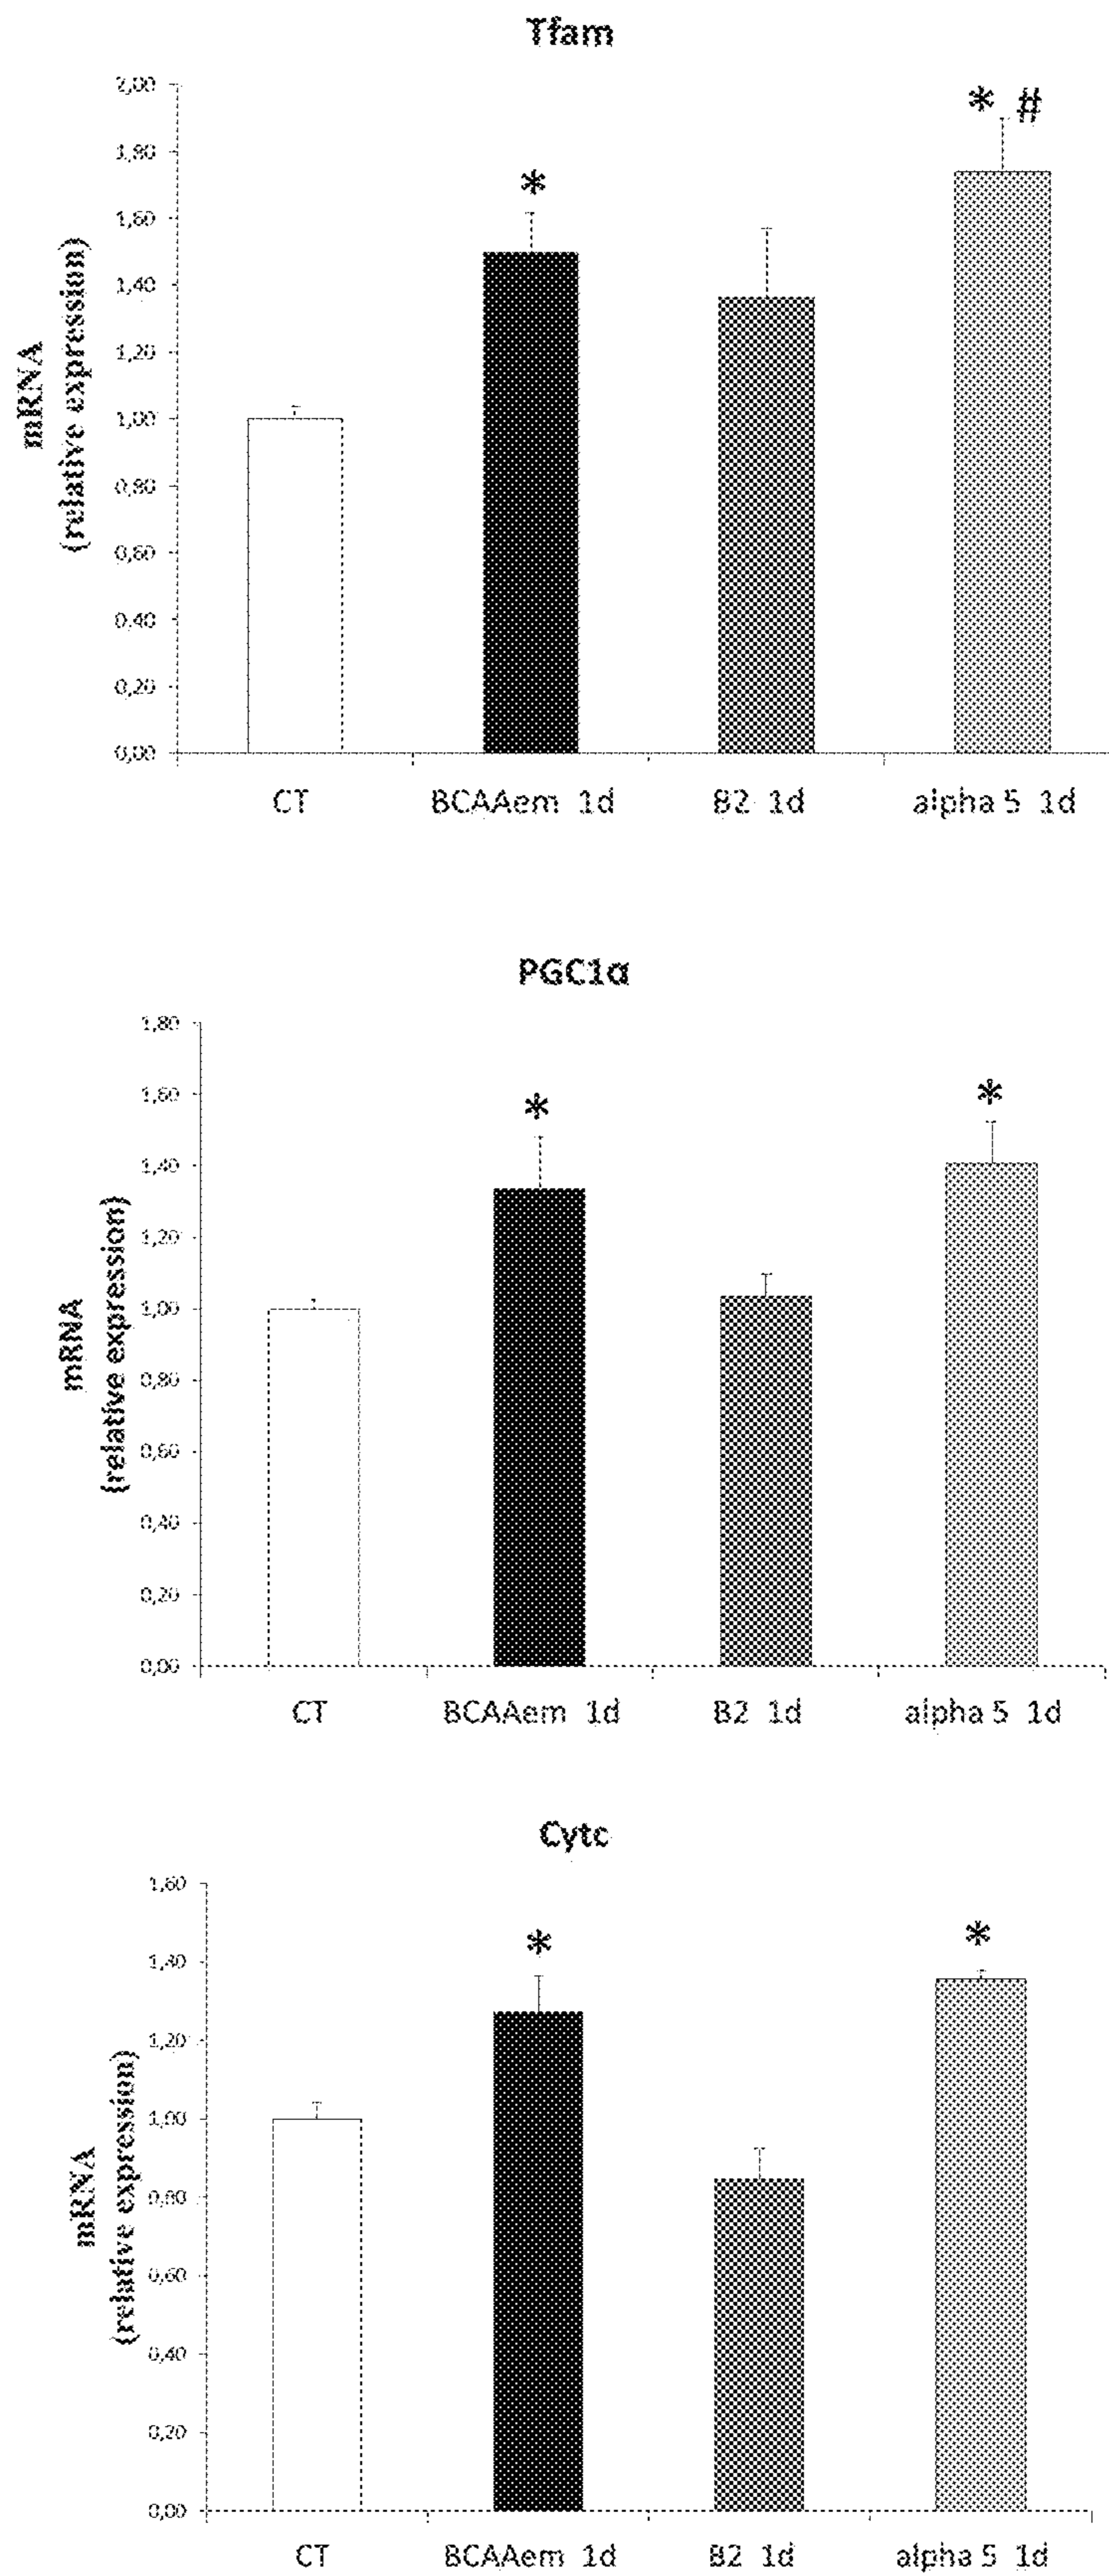 Tfam
2,00
* #
1,80
*
1,60
1,40
1,20
1,00
0,80
0,60
0,40
0,20
0,00
mRNA
(relative expression)
CT BCAAem 1d B2 1d alpha 5 1d
PGC1α
1,80
1,60
* *
1,40
1,20
1,00
0,80
0,60
0,40
0,20
0,00
mRNA
(relative expression)
CT BCAAem 1d B2 1d alpha 5 1d
Cytc
1,60
* *
1,40
1,20
1,00
0,80
0,60
0,40
0,20
0,00
mRNA
(relative expression)
CT BCAAem 1d B2 1d alpha 5 1d